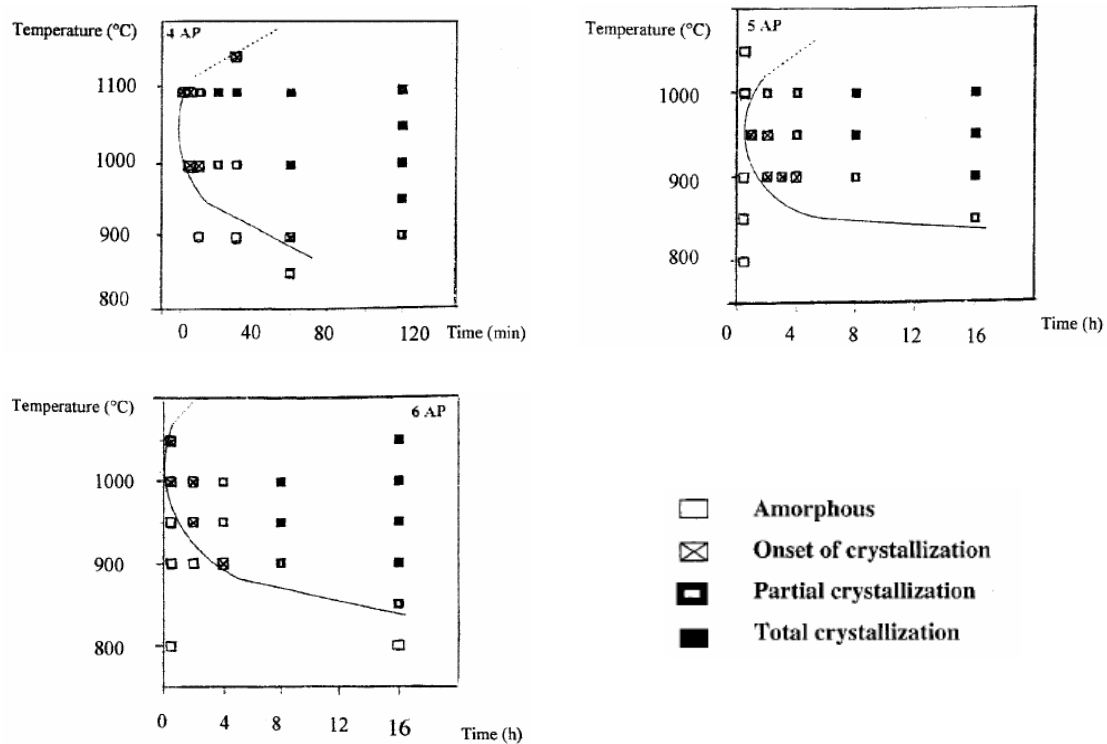 Temperature (°C)
4 AP
1100
1000
900
800
0 40 80 120 Time (min)
Temperature (°C)
5 AP
1000
900
800
0 4 8 12 16 Time (h)
Temperature (°C)
6 AP
1000
900
800
0 4 8 12 16 Time (h)
Amorphous
Onset of crystallization
Partial crystallization
Total crystallization